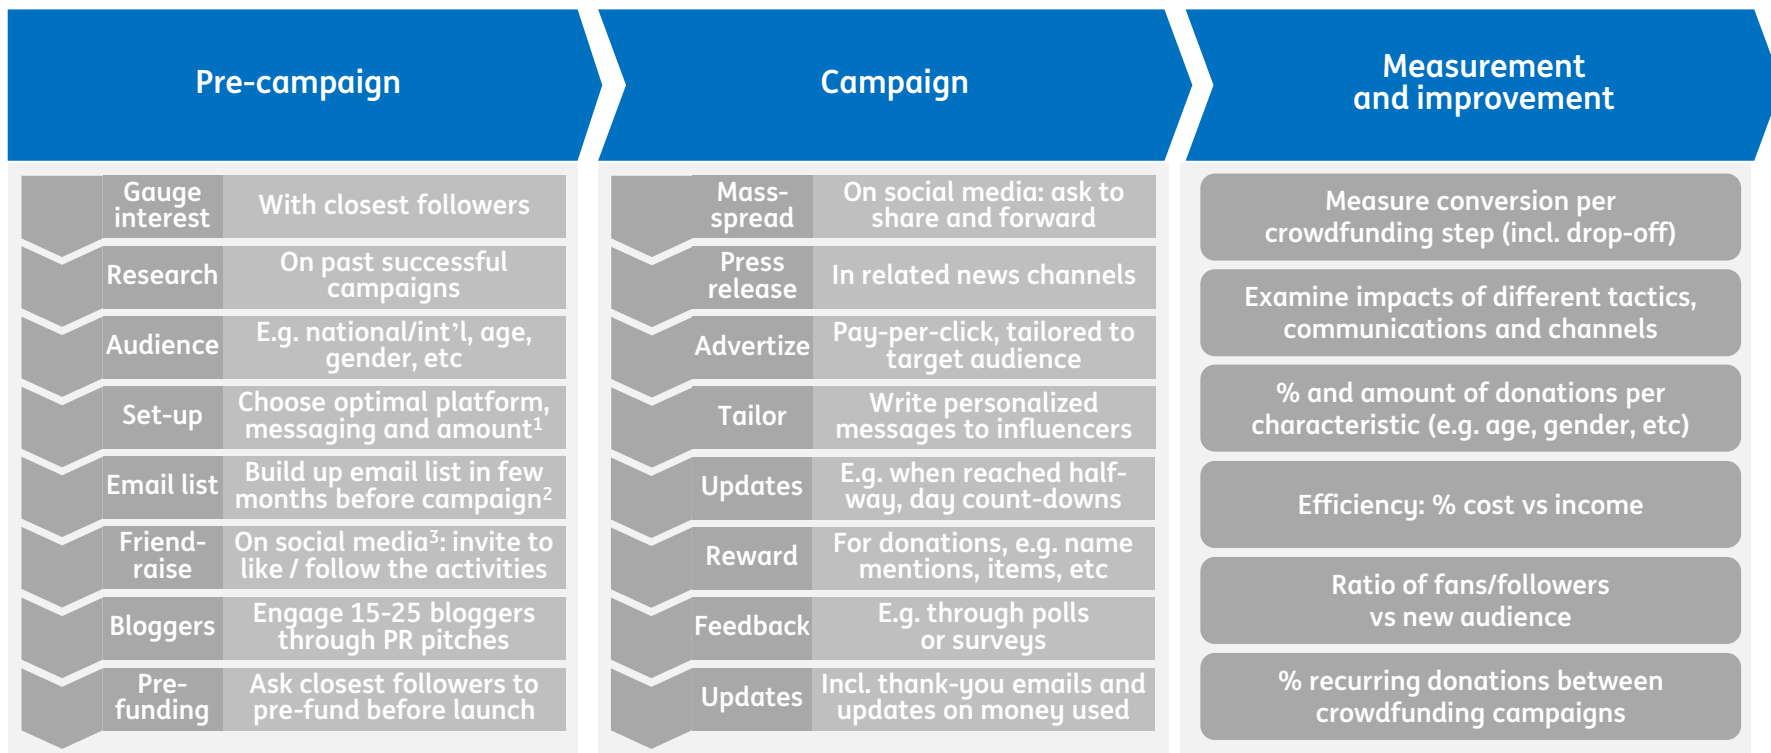 Pre-campaign
Campaign
Measurement
and improvement
Gauge
interest
With closest followers
Research
On past successful
campaigns
Audience
E.g. national/int’l, age,
gender, etc
Set-up
Choose optimal platform,
messaging and amount¹
Email list
Build up email list in few
months before campaign²
Friend-
raise
On social media³: invite to
like / follow the activities
Bloggers
Engage 15-25 bloggers
through PR pitches
Pre-
funding
Ask closest followers to
pre-fund before launch
Mass-
spread
On social media: ask to
share and forward
Press
release
In related news channels
Advertize
Pay-per-click, tailored to
target audience
Tailor
Write personalized
messages to influencers
Updates
E.g. when reached half-
way, day count-downs
Reward
For donations, e.g. name
mentions, items, etc
Feedback
E.g. through polls
or surveys
Updates
Incl. thank-you emails and
updates on money used
Measure conversion per
crowdfunding step (incl. drop-off)
Examine impacts of different tactics,
communications and channels
% and amount of donations per
characteristic (e.g. age, gender, etc)
Efficiency: % cost vs income
Ratio of fans/followers
vs new audience
% recurring donations between
crowdfunding campaigns